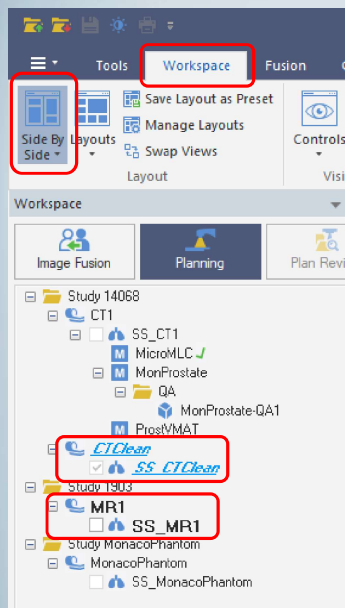 Tools Workspace Fusion
Side By Side
Layouts
Save Layout as Preset
Manage Layouts
Swap Views
Controls
Layout
Workspace
Image Fusion
Planning
Study 14068
CT1
SS_CT1
M MicroMLC
M MonProstate
QA
MonProstate-QA1
M ProstVMAT
CTClean
SS_CTClean
Study 1903
MR1
SS_MR1
Study MonacoPhantom
MonacoPhantom
SS_MonacoPhantom